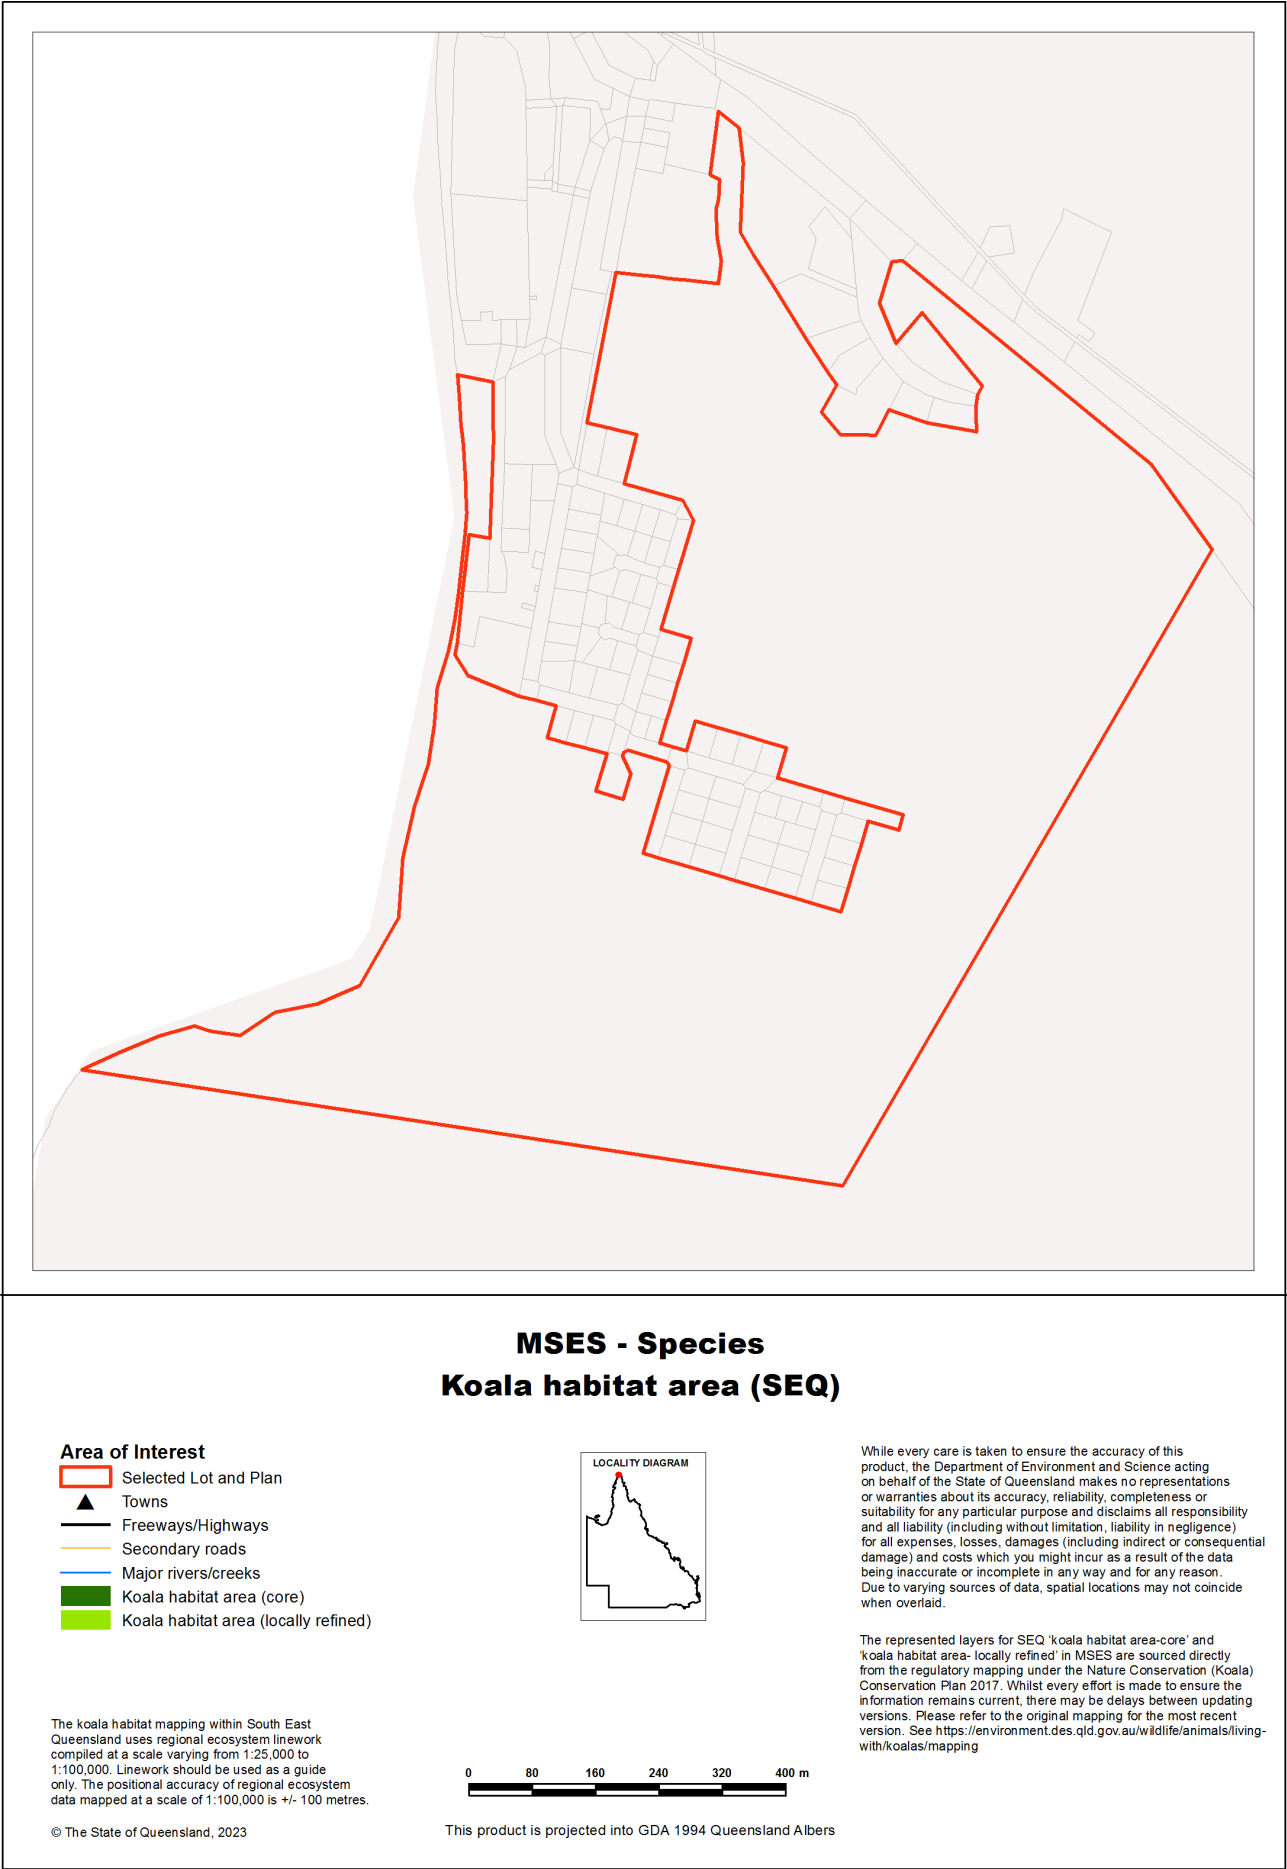 MSES - Species
Koala habitat area (SEQ)
Area of Interest
Selected Lot and Plan
Towns
Freeways/Highways
Secondary roads
Major rivers/creeks
Koala habitat area (core)
Koala habitat area (locally refined)
The koala habitat mapping within South East
Queensland uses regional ecosystem linework
compiled at a scale varying from 1:25,000 to
1:100,000. Linework should be used as a guide
only. The positional accuracy of regional ecosystem
data mapped at a scale of 1:100,000 is +/- 100 metres.
© The State of Queensland, 2023
LOCALITY DIAGRAM
0 80 160 240 320 400 m
This product is projected into GDA 1994 Queensland Albers
While every care is taken to ensure the accuracy of this
product, the Department of Environment and Science acting
on behalf of the State of Queensland makes no representations
or warranties about its accuracy, reliability, completeness or
suitability for any particular purpose and disclaims all responsibility
and all liability (including without limitation, liability in negligence)
for all expenses, losses, damages (including indirect or consequential
damage) and costs which you might incur as a result of the data
being inaccurate or incomplete in any way and for any reason.
Due to varying sources of data, spatial locations may not coincide
when overlaid.
The represented layers for SEQ 'koala habitat area-core' and
'koala habitat area- locally refined' in MSES are sourced directly
from the regulatory mapping under the Nature Conservation (Koala)
Conservation Plan 2017. Whilst every effort is made to ensure the
information remains current, there may be delays between updating
versions. Please refer to the original mapping for the most recent
version. See https://environment.des.qld.gov.au/wildlife/animals/living-
with/koalas/mapping